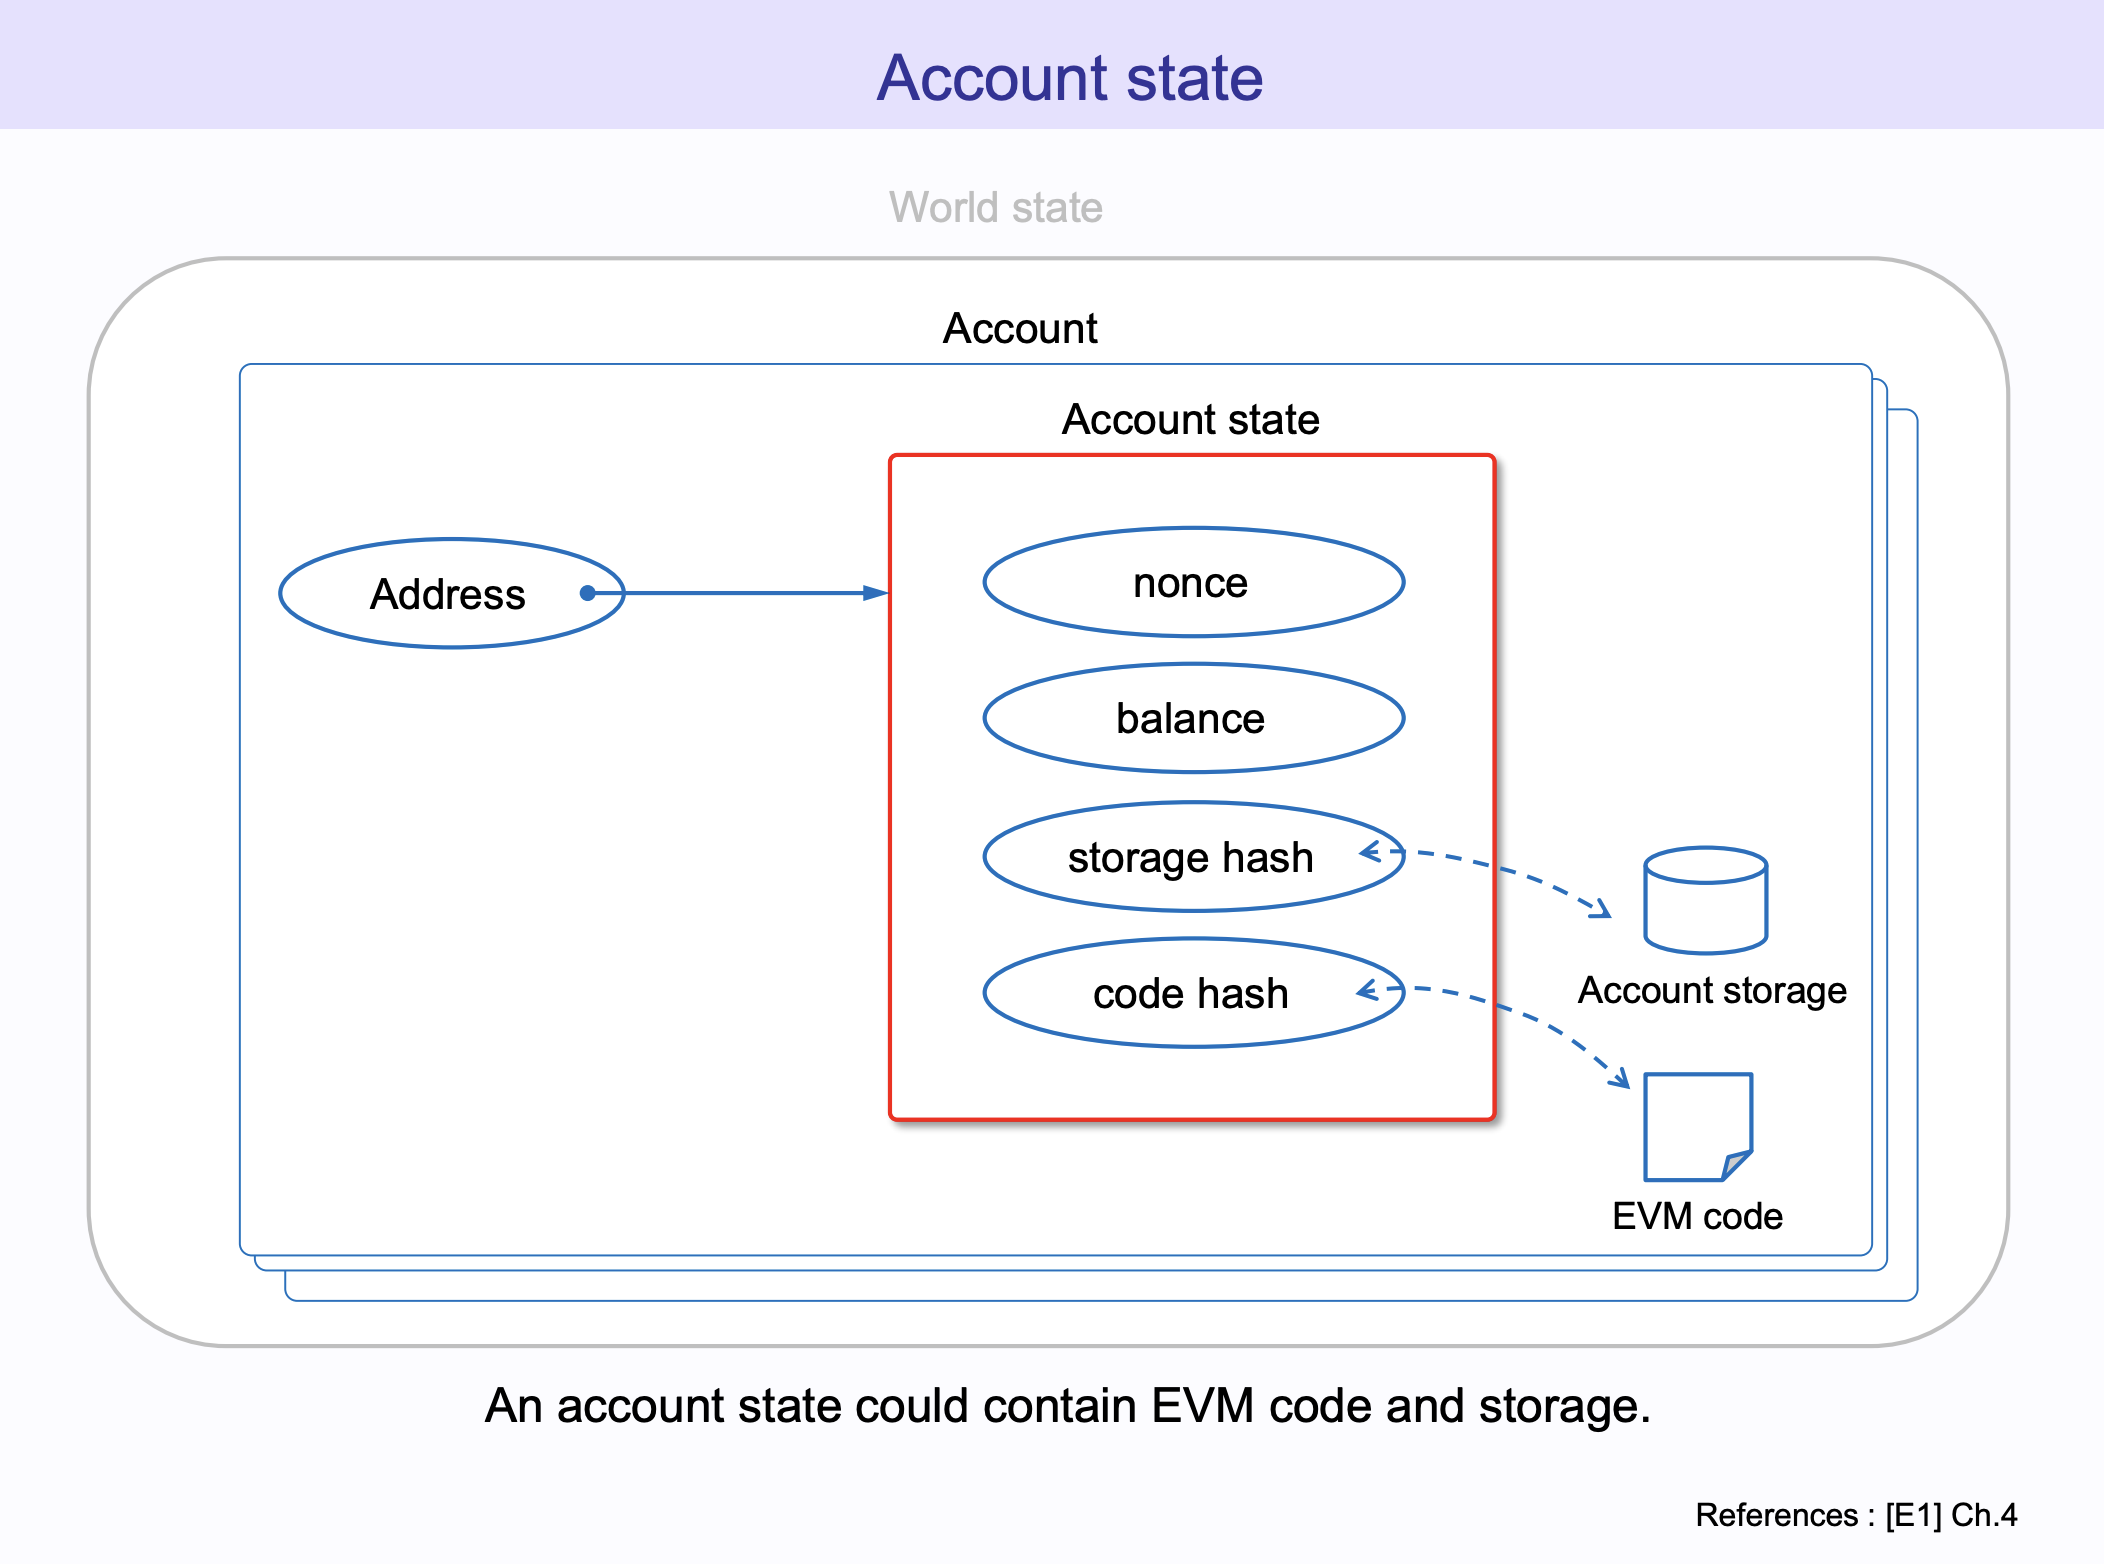 Account state
World state
Account
Account state
Address
nonce
balance
storage hash
code hash
Account storage
EVM code
An account state could contain EVM code and storage.
References : [E1] Ch.4